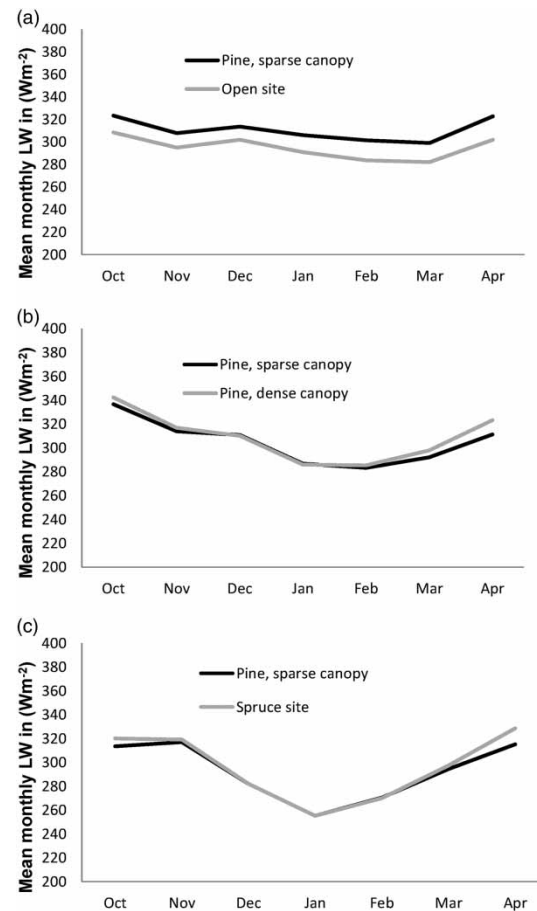 (a)
400
380
360
340
320
300
280
260
240
220
200
Mean monthly LW in (Wm-2)
Pine, sparse canopy
Open site
Oct Nov Dec Jan Feb Mar Apr
(b)
400
380
360
340
320
300
280
260
240
220
200
Mean monthly LW in (Wm-2)
Pine, sparse canopy
Pine, dense canopy
Oct Nov Dec Jan Feb Mar Apr
(c)
400
380
360
340
320
300
280
260
240
220
200
Mean monthly LW in (Wm-2)
Pine, sparse canopy
Spruce site
Oct Nov Dec Jan Feb Mar Apr